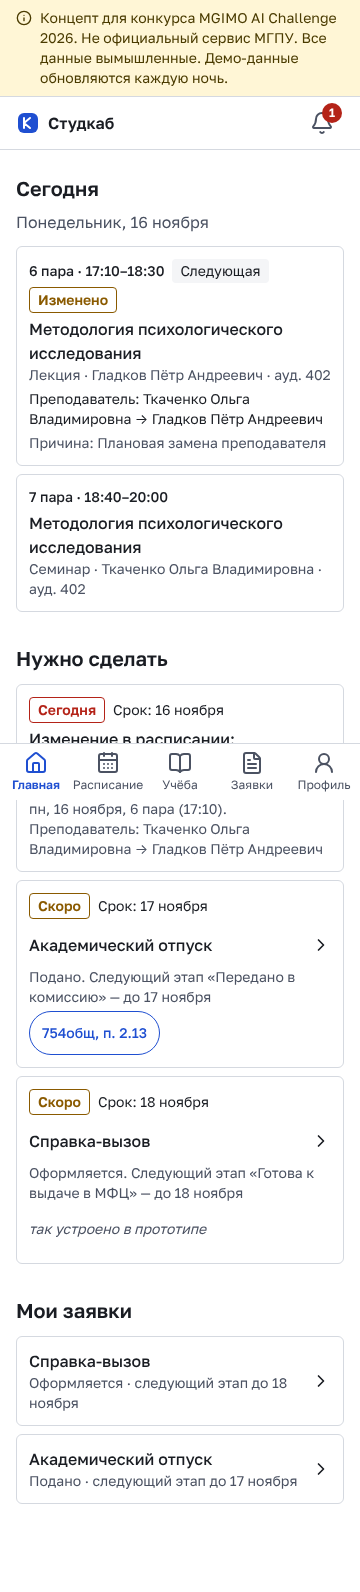 Концепт для конкурса MGIMO AI Challenge
2026. Не официальный сервис МГПУ. Все
данные вымышленные. Демо-данные
обновляются каждую ночь.
Студкаб
1
Сегодня
Понедельник, 16 ноября
6 пара · 17:10–18:30 Следующая
Изменено
Методология психологического
исследования
Лекция · Гладков Пётр Андреевич · ауд. 402
Преподаватель: Ткаченко Ольга
Владимировна → Гладков Пётр Андреевич
Причина: Плановая замена преподавателя
7 пара · 18:40–20:00
Методология психологического
исследования
Семинар · Ткаченко Ольга Владимировна ·
ауд. 402
Нужно сделать
Сегодня Срок: 16 ноября
Изменение в расписании:
Главная Расписание Учёба Заявки Профиль
пн, 16 ноября, 6 пара (17:10).
Преподаватель: Ткаченко Ольга
Владимировна → Гладков Пётр Андреевич
Скоро Срок: 17 ноября
Академический отпуск
Подано. Следующий этап «Передано в
комиссию» — до 17 ноября
754общ, п. 2.13
Скоро Срок: 18 ноября
Справка-вызов
Оформляется. Следующий этап «Готова к
выдаче в МФЦ» — до 18 ноября
так устроено в прототипе
Мои заявки
Справка-вызов
Оформляется · следующий этап до 18
ноября
Академический отпуск
Подано · следующий этап до 17 ноября